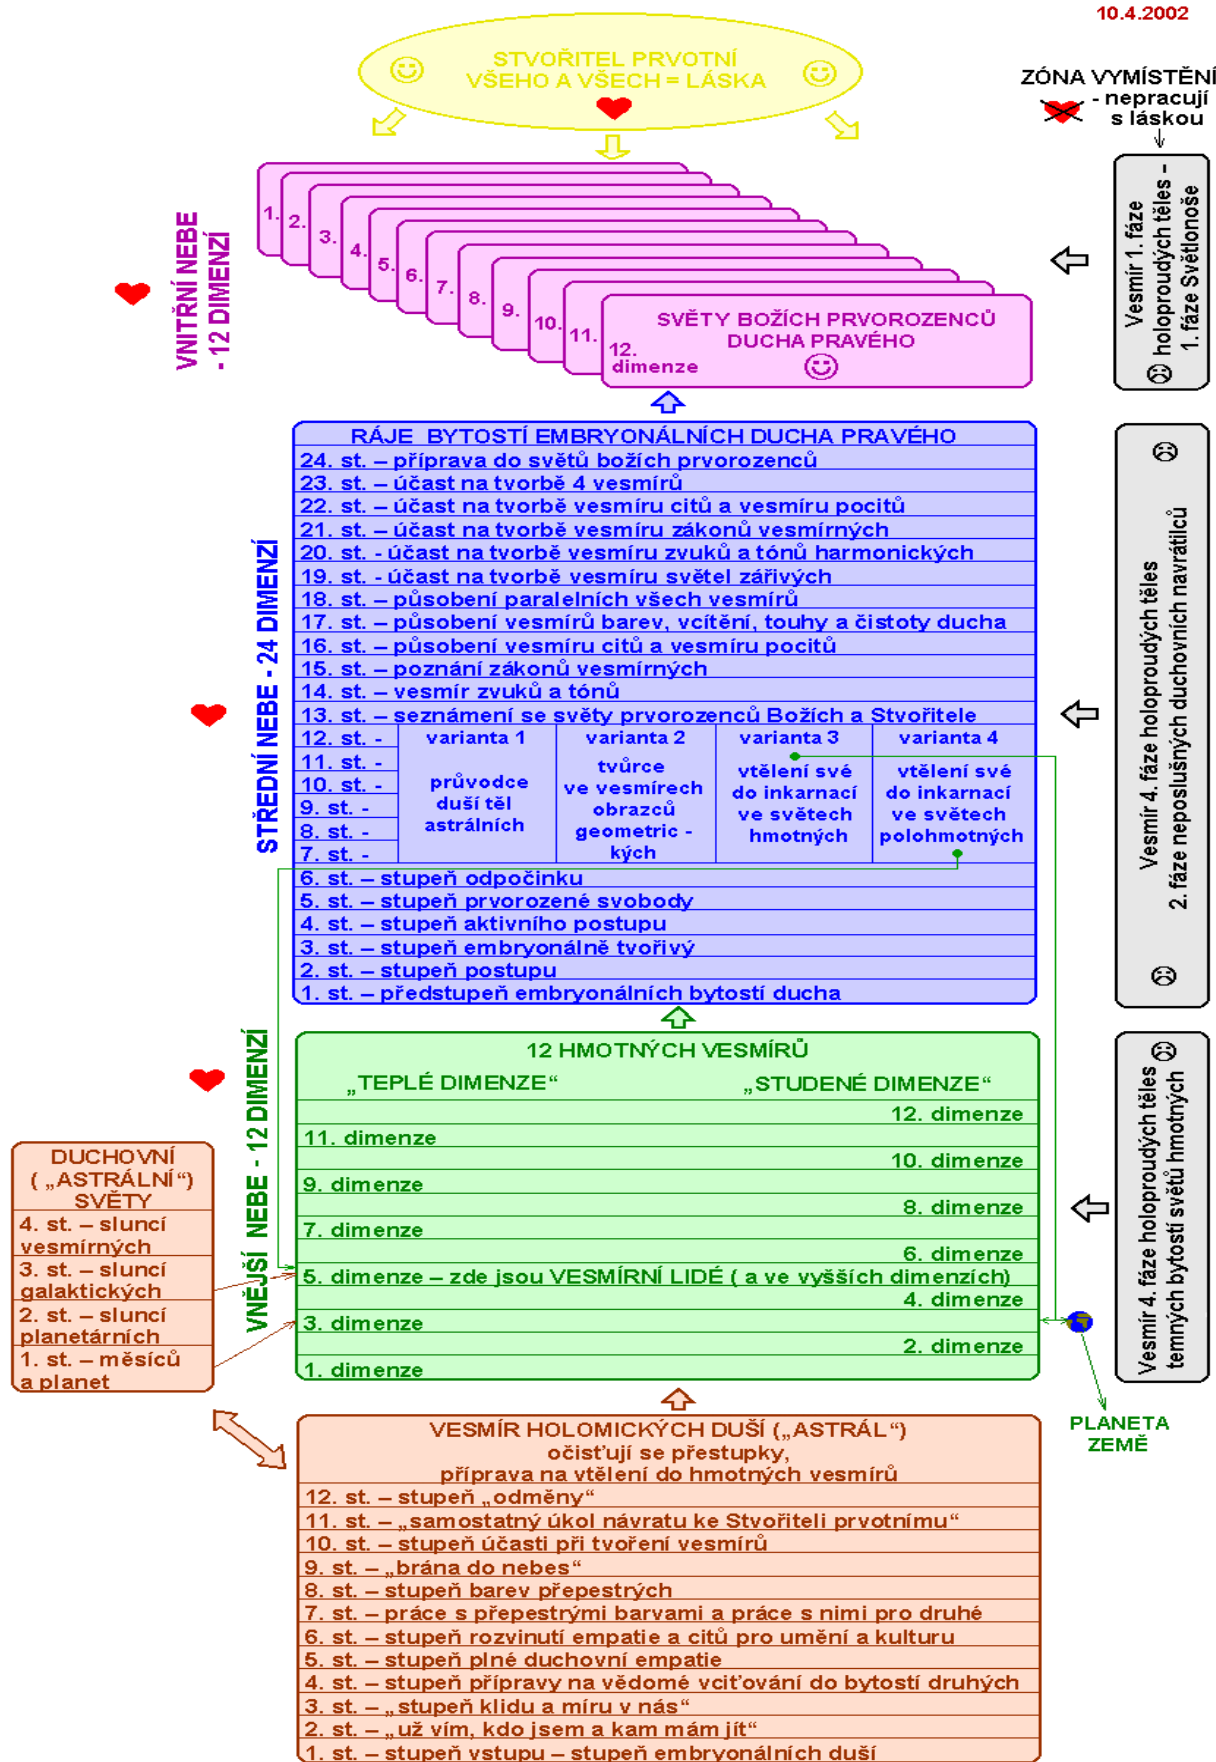 10.4.2002
STVOŘITEL PRVOTNÍ
VŠEHO A VŠECH = LÁSKA
ZÓNA VYMÍSTĚNÍ
- nepracují
s láskou
VNITŘNÍ NEBE
- 12 DIMENZÍ
1.
2.
3.
4.
5.
6.
7.
8.
9.
10.
11.
SVĚTY BOŽÍCH PRVOROZENCŮ
DUCHA PRAVÉHO
12.
dimenze
Vesmír 1. fáze
holoproudých těles –
1. fáze Světlonoše
STŘEDNÍ NEBE - 24 DIMENZÍ
RÁJE BYTOSTÍ EMBRYONÁLNÍCH DUCHA PRAVÉHO
24. st. – příprava do světů božích prvorozenců
23. st. – účast na tvorbě 4 vesmírů
22. st. – účast na tvorbě vesmíru citů a vesmíru pocitů
21. st. – účast na tvorbě vesmíru zákonů vesmírných
20. st. - účast na tvorbě vesmíru zvuků a tónů harmonických
19. st. - účast na tvorbě vesmíru světel zářivých
18. st. – působení paralelních všech vesmírů
17. st. – působení vesmírů barev, vcítění, touhy a čistoty ducha
16. st. – působení vesmíru citů a vesmíru pocitů
15. st. – poznání zákonů vesmírných
14. st. – vesmír zvuků a tónů
13. st. – seznámení se světy prvorozenců Božích a Stvořitele
12. st. -
11. st. -
10. st. -
9. st. -
8. st. -
7. st. -
varianta 1
průvodce
duší těl
astrálních
varianta 2
tvůrce
ve vesmírech
obrazců
geometric -
kých
varianta 3
vtělení své
do inkarnací
ve světech
hmotných
varianta 4
vtělení své
do inkarnací
ve světech
polohmotných
6. st. – stupeň odpočinku
5. st. – stupeň prvorozené svobody
4. st. – stupeň aktivního postupu
3. st. – stupeň embryonálně tvořivý
2. st. – stupeň postupu
1. st. – předstupeň embryonálních bytostí ducha
Vesmír 4. fáze holoproudých těles
2. fáze neposlušných duchovních navrátilců
VNĚJŠÍ NEBE - 12 DIMENZÍ
12 HMOTNÝCH VESMÍRŮ
„TEPLÉ DIMENZE“
„STUDENÉ DIMENZE“
12. dimenze
11. dimenze
10. dimenze
9. dimenze
8. dimenze
7. dimenze
6. dimenze
5. dimenze – zde jsou VESMÍRNÍ LIDÉ ( a ve vyšších dimenzích)
4. dimenze
3. dimenze
2. dimenze
1. dimenze
Vesmír 4. fáze holoproudých těles
temných bytostí světů hmotných
PLANETA
ZEMĚ
DUCHOVNÍ
( „ASTRÁLNÍ“)
SVĚTY
4. st. – sluncí
vesmírných
3. st. – sluncí
galaktických
2. st. – sluncí
planetárních
1. st. – měsíců
a planet
VESMÍR HOLOMICKÝCH DUŠÍ („ASTRÁL“)
očisťují se přestupky,
příprava na vtělení do hmotných vesmírů
12. st. – stupeň „odměny“
11. st. – „samostatný úkol návratu ke Stvořiteli prvotnímu“
10. st. – stupeň účasti při tvoření vesmírů
9. st. – „brána do nebes“
8. st. – stupeň barev přepestrých
7. st. – práce s přepestrými barvami a práce s nimi pro druhé
6. st. – stupeň rozvinutí empatie a citů pro umění a kulturu
5. st. – stupeň plné duchovní empatie
4. st. – stupeň přípravy na vědomé vciťování do bytostí druhých
3. st. – „stupeň klidu a míru v nás“
2. st. – „už vím, kdo jsem a kam mám jít“
1. st. – stupeň vstupu – stupeň embryonálních duší